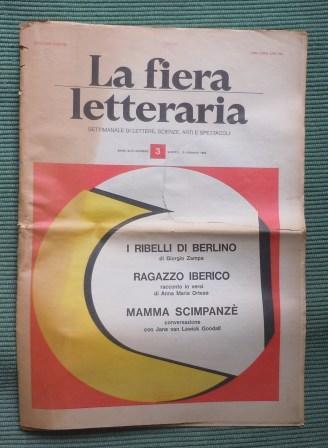 La fiera
letteraria
SETTIMANALE DI LETTERE, SCIENZE, ARTI E SPETTACOLI
3
I RIBELLI DI BERLINO
di Giorgio Zampa
RAGAZZO IBERICO
racconto in versi
di Anna Maria Ortese
MAMMA SCIMPANZÈ
conversazione
con Jane van Lawick Goodall